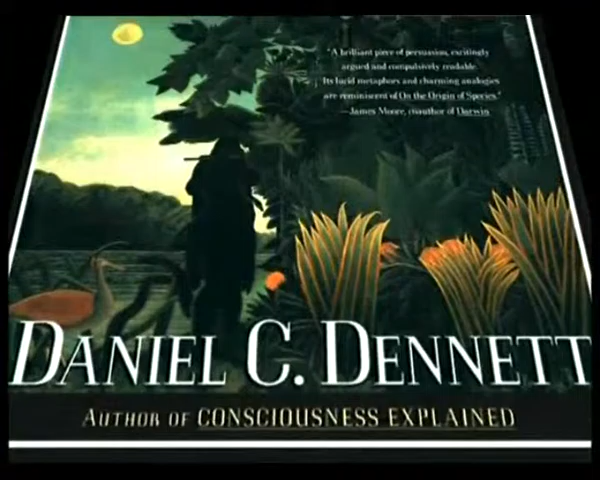 "A brilliant piece of persuasion, excitingly
argued and compulsively readable.
Its lucid metaphors and charming analogies
are reminiscent of On the Origin of Species."
—James Moore, coauthor of Darwin
DANIEL C. DENNETT
AUTHOR OF CONSCIOUSNESS EXPLAINED